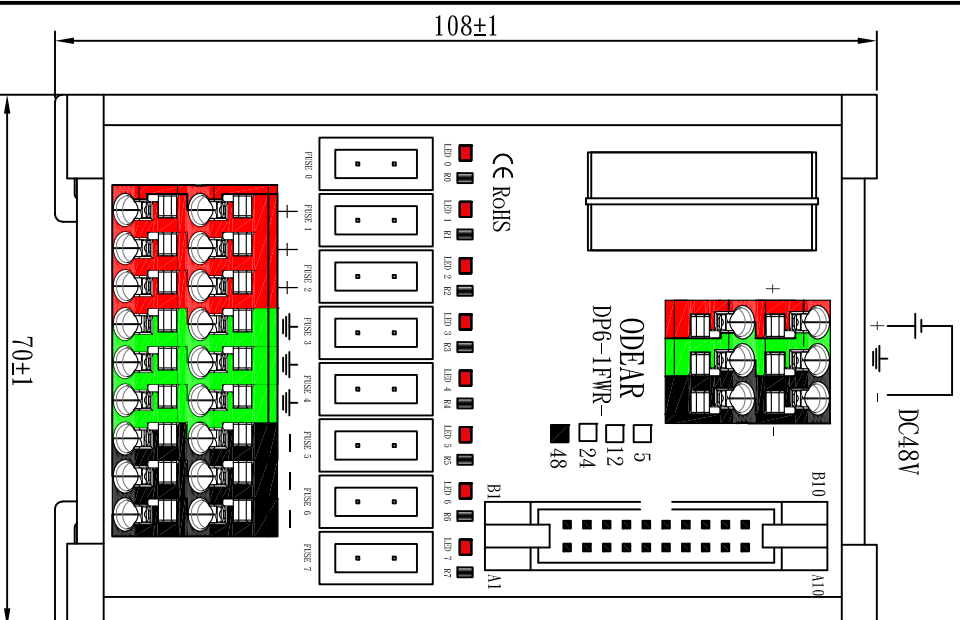 108±1
70±1
CE RoHS
FUSE 0
FUSE 1
FUSE 2
FUSE 3
FUSE 4
FUSE 5
FUSE 6
FUSE 7
LED 0 R0
LED 1 R1
LED 2 R2
LED 3 R3
LED 4 R4
LED 5 R5
LED 6 R6
LED 7 R7
+
+
+
-
-
-
ODEAR
DP6-1FWR-
5
12
24
48
+
-
+
-
DC48V
B1
B10
A1
A10